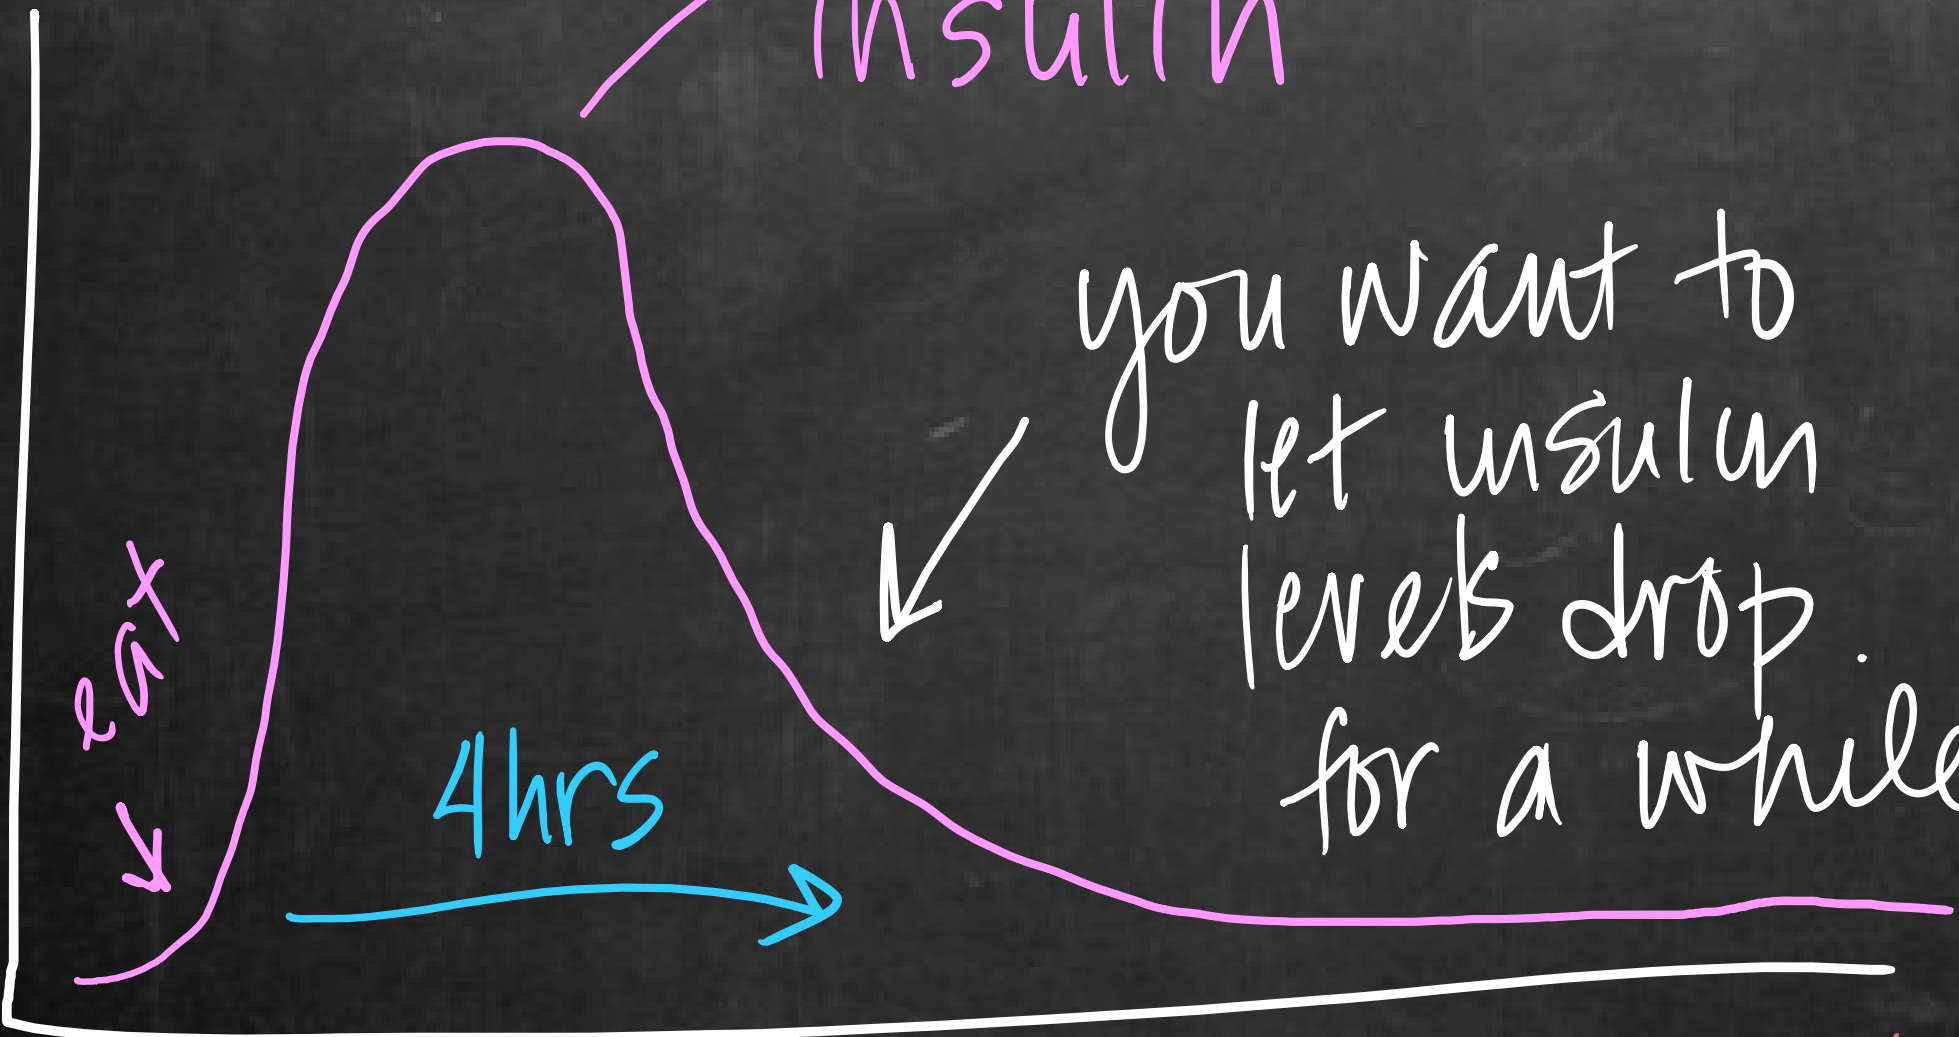 insulin
you want to
let insulin
levels drop.
for a while
eat
4hrs